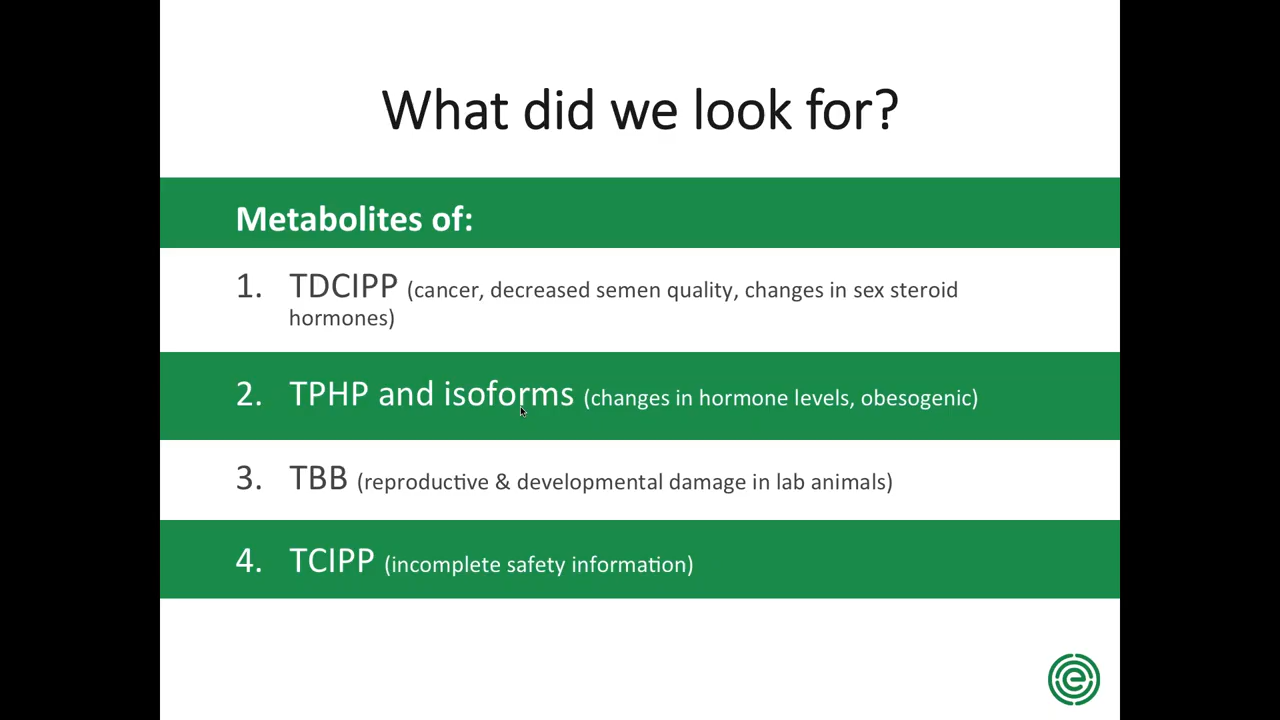 What did we look for?
Metabolites of:
1. TDCIPP (cancer, decreased semen quality, changes in sex steroid
hormones)
2. TPHP and isoforms (changes in hormone levels, obesogenic)
3. TBB (reproductive & developmental damage in lab animals)
4. TCIPP (incomplete safety information)
e